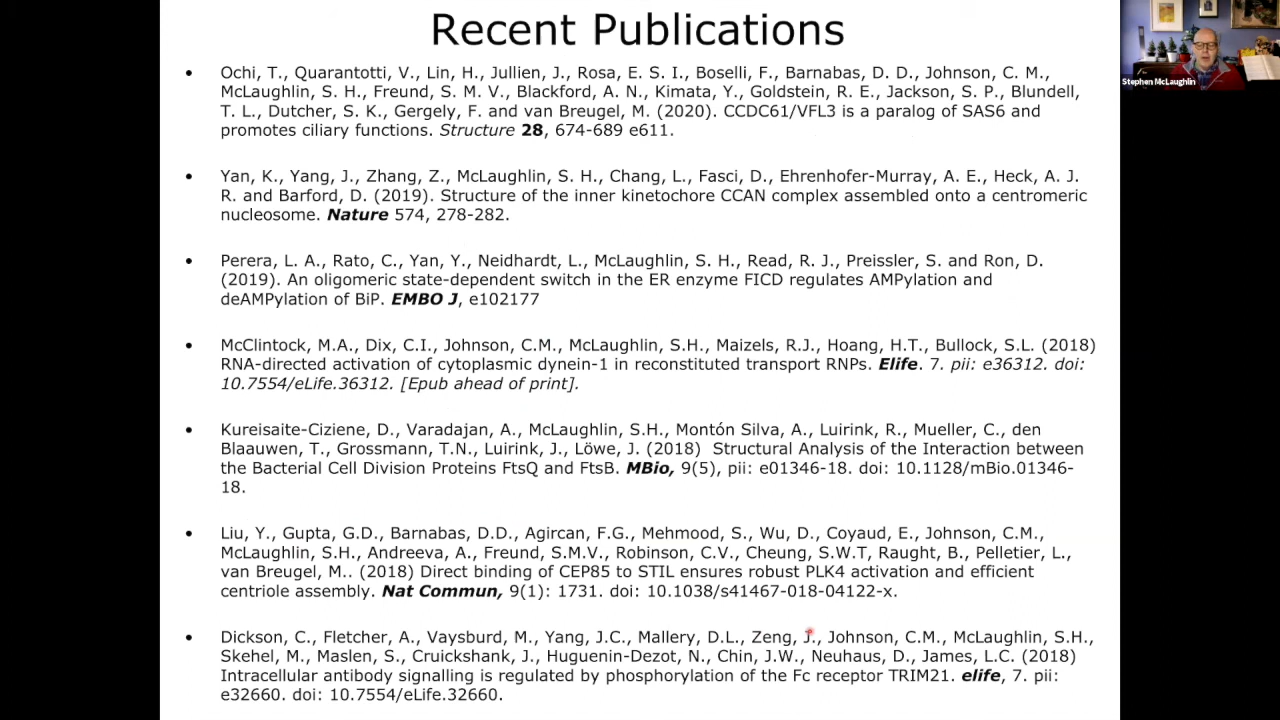 Recent Publications
Stephen McLaughlin
• Ochi, T., Quarantotti, V., Lin, H., Jullien, J., Rosa, E. S. I., Boselli, F., Barnabas, D. D., Johnson, C. M.,
McLaughlin, S. H., Freund, S. M. V., Blackford, A. N., Kimata, Y., Goldstein, R. E., Jackson, S. P., Blundell,
T. L., Dutcher, S. K., Gergely, F. and van Breugel, M. (2020). CCDC61/VFL3 is a paralog of SAS6 and
promotes ciliary functions. Structure 28, 674-689 e611.
• Yan, K., Yang, J., Zhang, Z., McLaughlin, S. H., Chang, L., Fasci, D., Ehrenhofer-Murray, A. E., Heck, A. J.
R. and Barford, D. (2019). Structure of the inner kinetochore CCAN complex assembled onto a centromeric
nucleosome. Nature 574, 278-282.
• Perera, L. A., Rato, C., Yan, Y., Neidhardt, L., McLaughlin, S. H., Read, R. J., Preissler, S. and Ron, D.
(2019). An oligomeric state-dependent switch in the ER enzyme FICD regulates AMPylation and
deAMPylation of BiP. EMBO J, e102177
• McClintock, M.A., Dix, C.I., Johnson, C.M., McLaughlin, S.H., Maizels, R.J., Hoang, H.T., Bullock, S.L. (2018)
RNA-directed activation of cytoplasmic dynein-1 in reconstituted transport RNPs. Elife. 7. pii: e36312. doi:
10.7554/eLife.36312. [Epub ahead of print].
• Kureisaite-Ciziene, D., Varadajan, A., McLaughlin, S.H., Montón Silva, A., Luirink, R., Mueller, C., den
Blaauwen, T., Grossmann, T.N., Luirink, J., Löwe, J. (2018) Structural Analysis of the Interaction between
the Bacterial Cell Division Proteins FtsQ and FtsB. MBio, 9(5), pii: e01346-18. doi: 10.1128/mBio.01346-
18.
• Liu, Y., Gupta, G.D., Barnabas, D.D., Agircan, F.G., Mehmood, S., Wu, D., Coyaud, E., Johnson, C.M.,
McLaughlin, S.H., Andreeva, A., Freund, S.M.V., Robinson, C.V., Cheung, S.W.T, Raught, B., Pelletier, L.,
van Breugel, M.. (2018) Direct binding of CEP85 to STIL ensures robust PLK4 activation and efficient
centriole assembly. Nat Commun, 9(1): 1731. doi: 10.1038/s41467-018-04122-x.
• Dickson, C., Fletcher, A., Vaysburd, M., Yang, J.C., Mallery, D.L., Zeng, J., Johnson, C.M., McLaughlin, S.H.,
Skehel, M., Maslen, S., Cruickshank, J., Huguenin-Dezot, N., Chin, J.W., Neuhaus, D., James, L.C. (2018)
Intracellular antibody signalling is regulated by phosphorylation of the Fc receptor TRIM21. elife, 7. pii:
e32660. doi: 10.7554/eLife.32660.